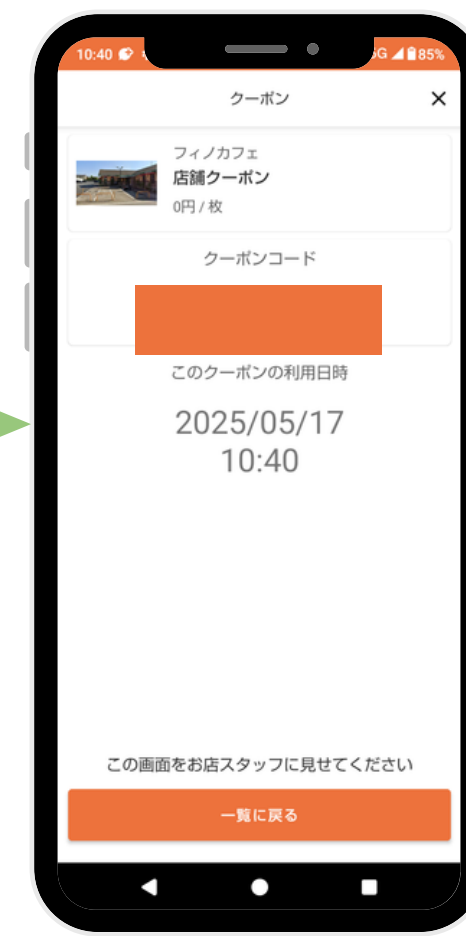 10:40
5G 85%
クーポン
フィノカフェ
店舗クーポン
0円 / 枚
クーポンコード
このクーポンの利用日時
2025/05/17
10:40
この画面をお店スタッフに見せてください
一覧に戻る